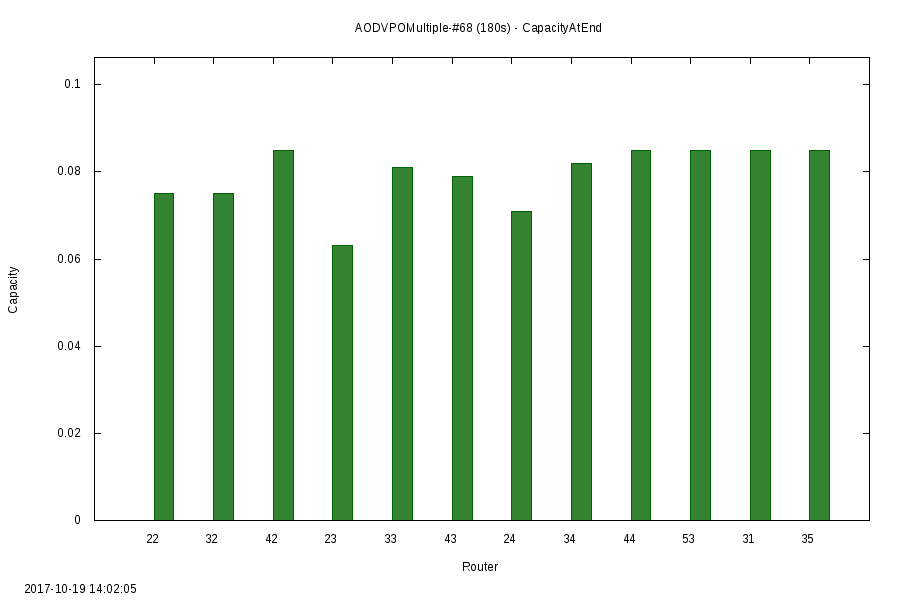 AODVPOMultiple-#68 (180s) - CapacityAtEnd
0.1
0.08
0.06
0.04
0.02
0
Capacity
22 32 42 23 33 43 24 34 44 53 31 35
Router
2017-10-19 14:02:05